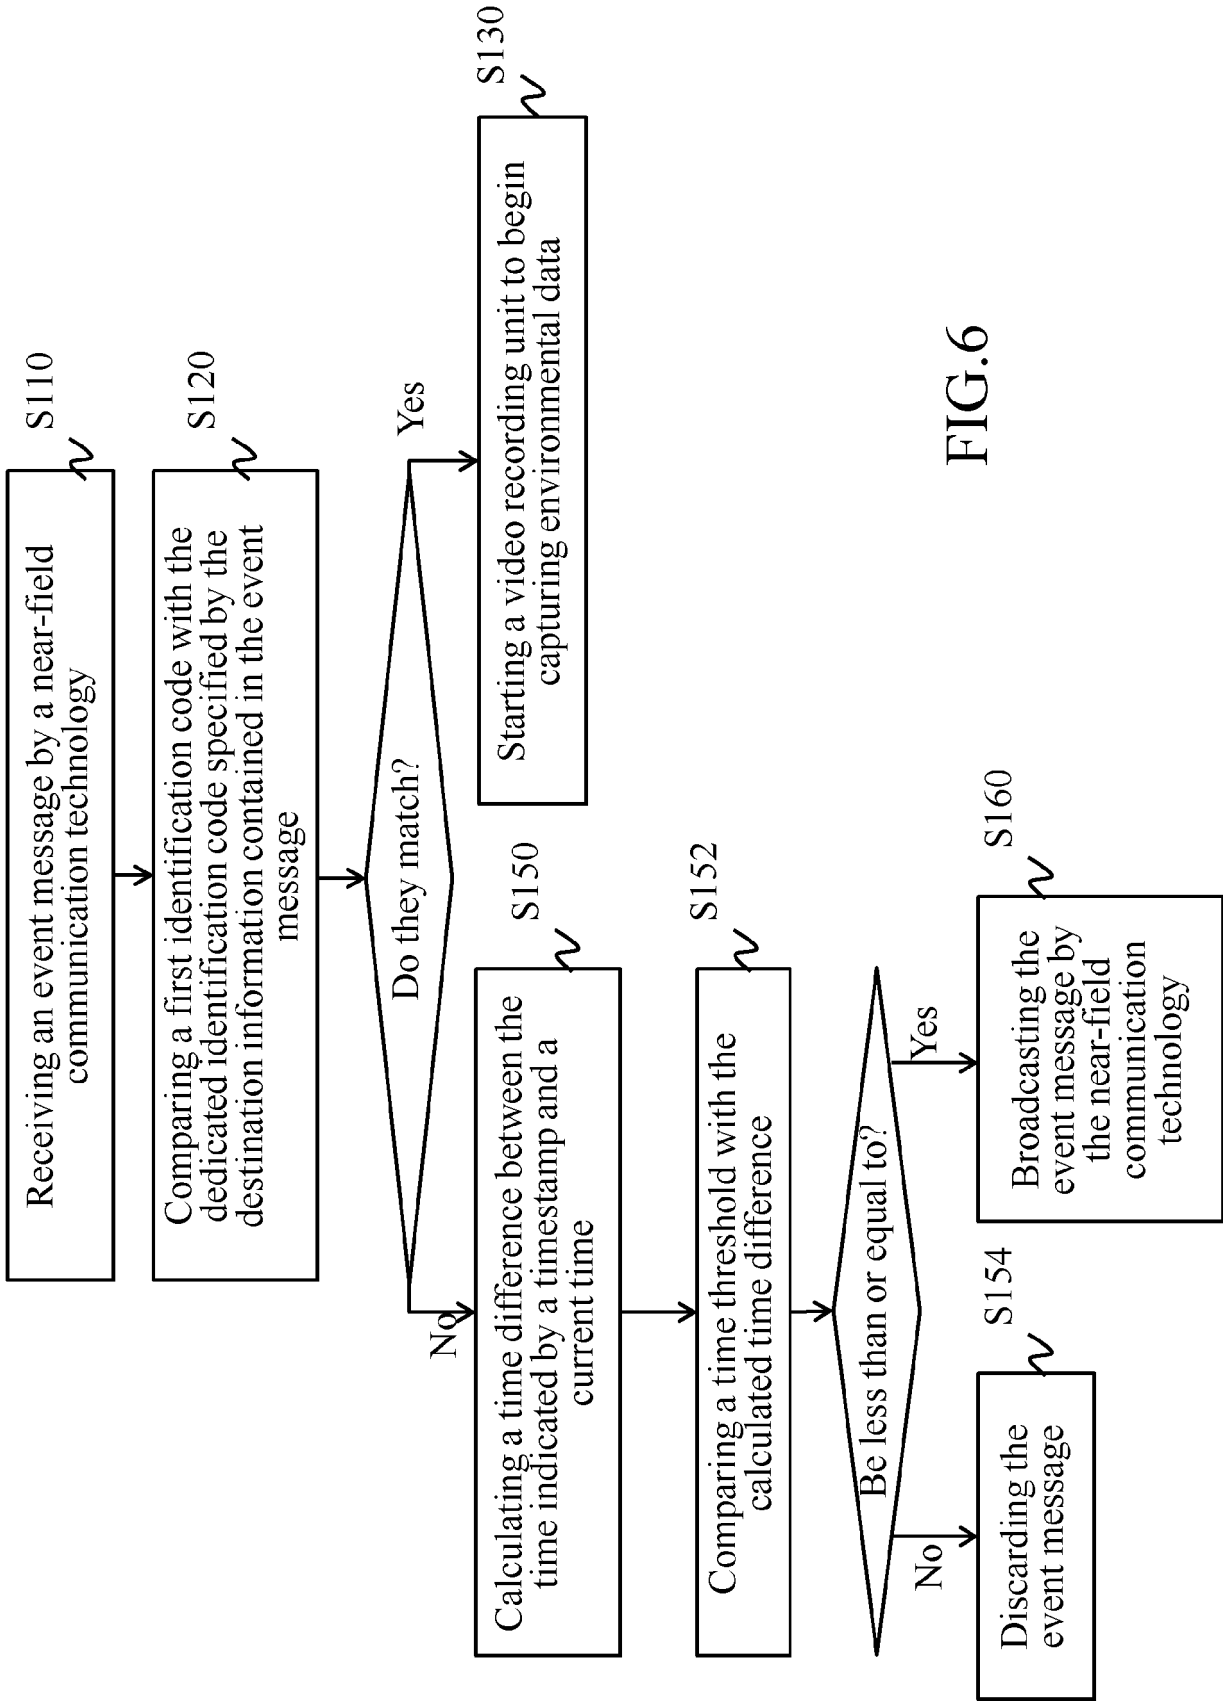 Receiving an event message by a near-field
communication technology
S110
Comparing a first identification code with the
dedicated identification code specified by the
destination information contained in the event
message
S120
Do they match?
Yes
Starting a video recording unit to begin
capturing environmental data
S130
No
Calculating a time difference between the
time indicated by a timestamp and a
current time
S150
Comparing a time threshold with the
calculated time difference
S152
Be less than or equal to?
No
Yes
Discarding the
event message
S154
Broadcasting the
event message by
the near-field
communication
technology
S160
FIG.6